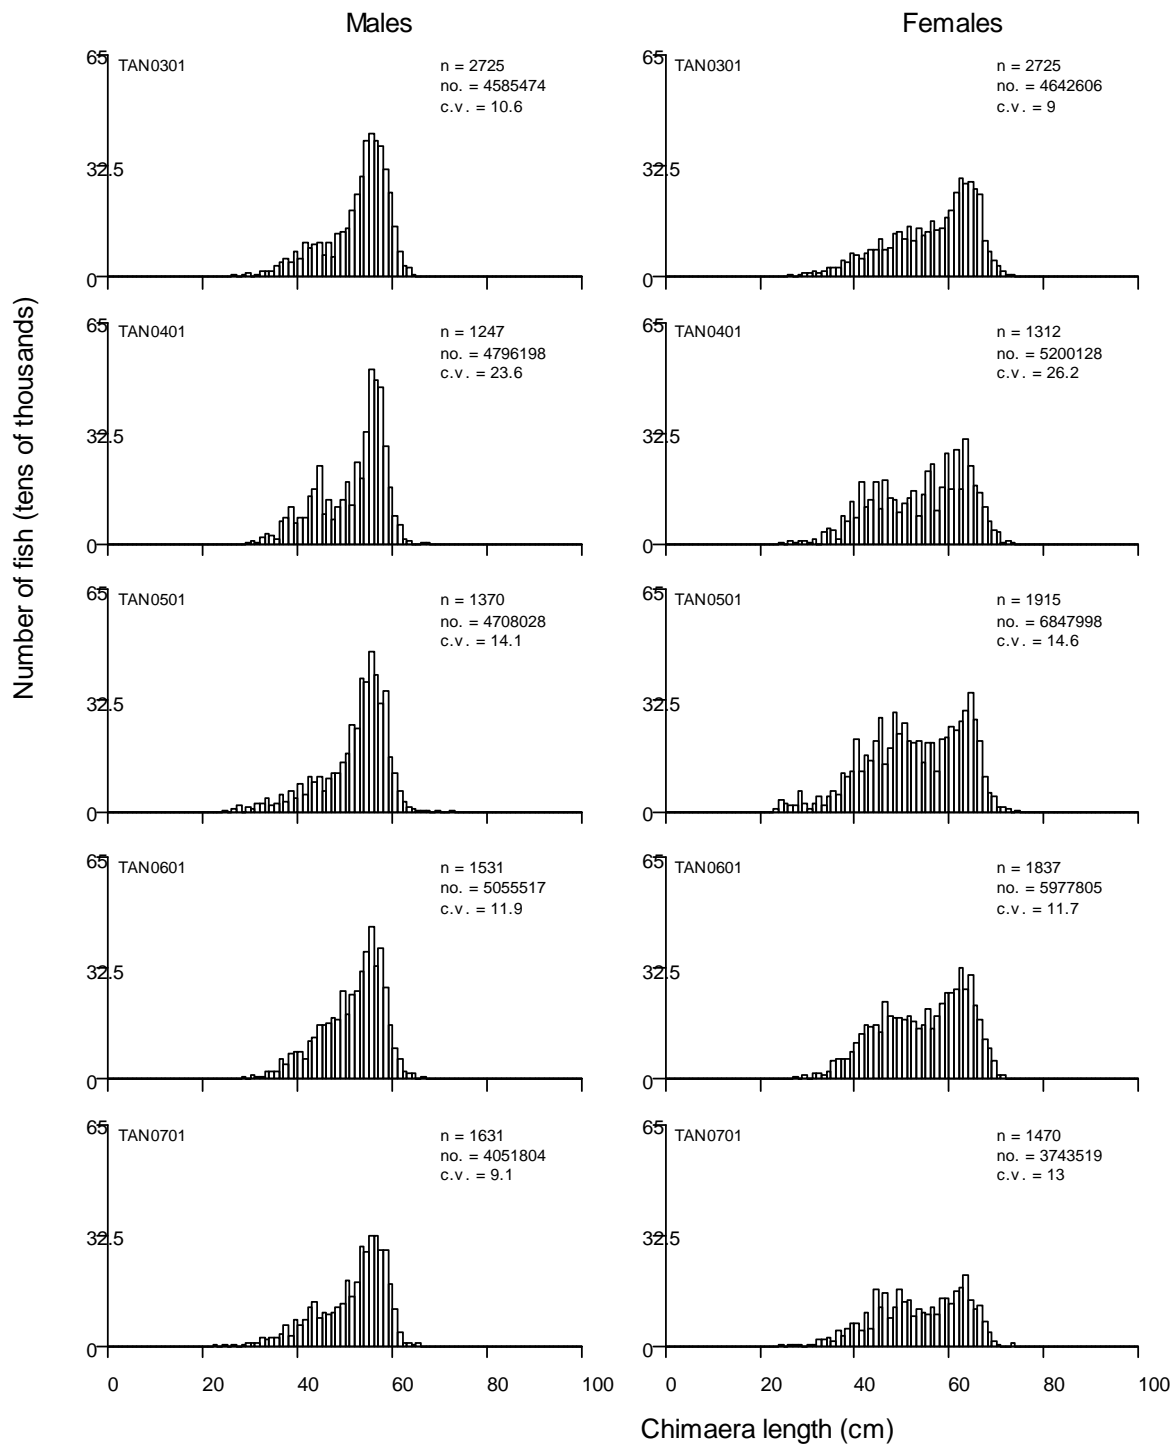 Males
Females
Number of fish (tens of thousands)
65
TAN0301
n = 2725
no. = 4585474
c.v. = 10.6
32.5
0
65
TAN0301
n = 2725
no. = 4642606
c.v. = 9
32.5
0
65
TAN0401
n = 1247
no. = 4796198
c.v. = 23.6
32.5
0
65
TAN0401
n = 1312
no. = 5200128
c.v. = 26.2
32.5
0
65
TAN0501
n = 1370
no. = 4708028
c.v. = 14.1
32.5
0
65
TAN0501
n = 1915
no. = 6847998
c.v. = 14.6
32.5
0
65
TAN0601
n = 1531
no. = 5055517
c.v. = 11.9
32.5
0
65
TAN0601
n = 1837
no. = 5977805
c.v. = 11.7
32.5
0
65
TAN0701
n = 1631
no. = 4051804
c.v. = 9.1
32.5
0
65
TAN0701
n = 1470
no. = 3743519
c.v. = 13
32.5
0
0 20 40 60 80 100
20 40 60 80 100
Chimaera length (cm)